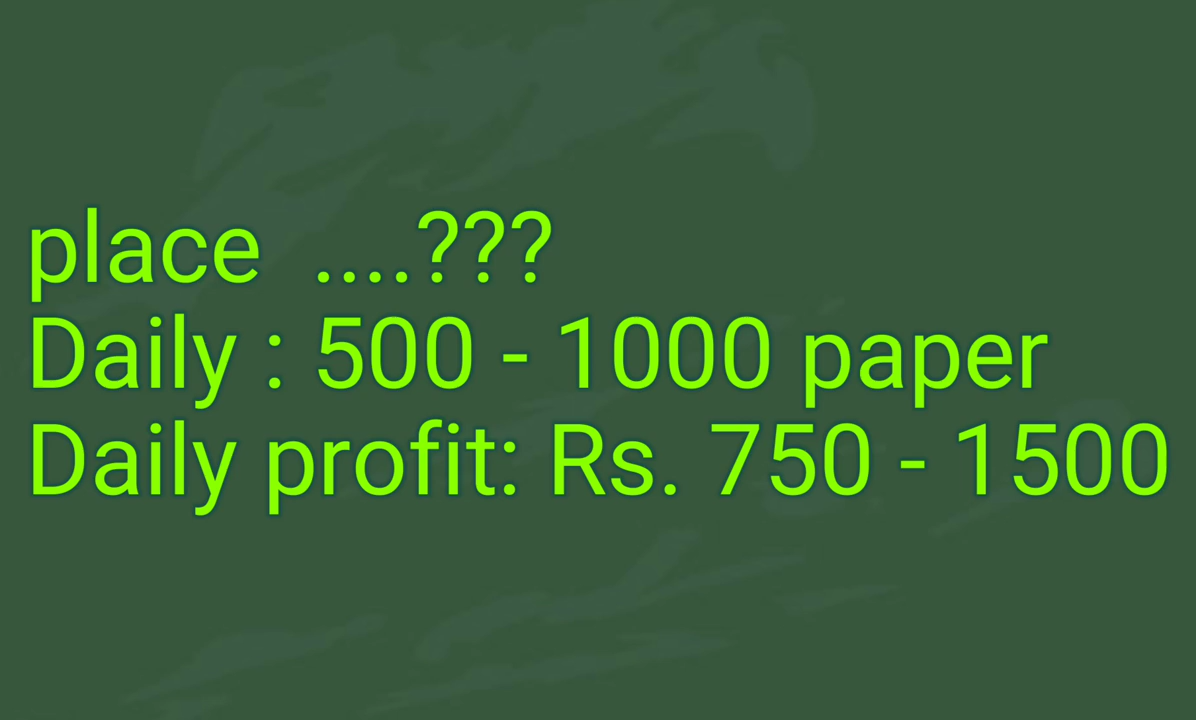 place ....???
Daily : 500 - 1000 paper
Daily profit: Rs. 750 - 1500